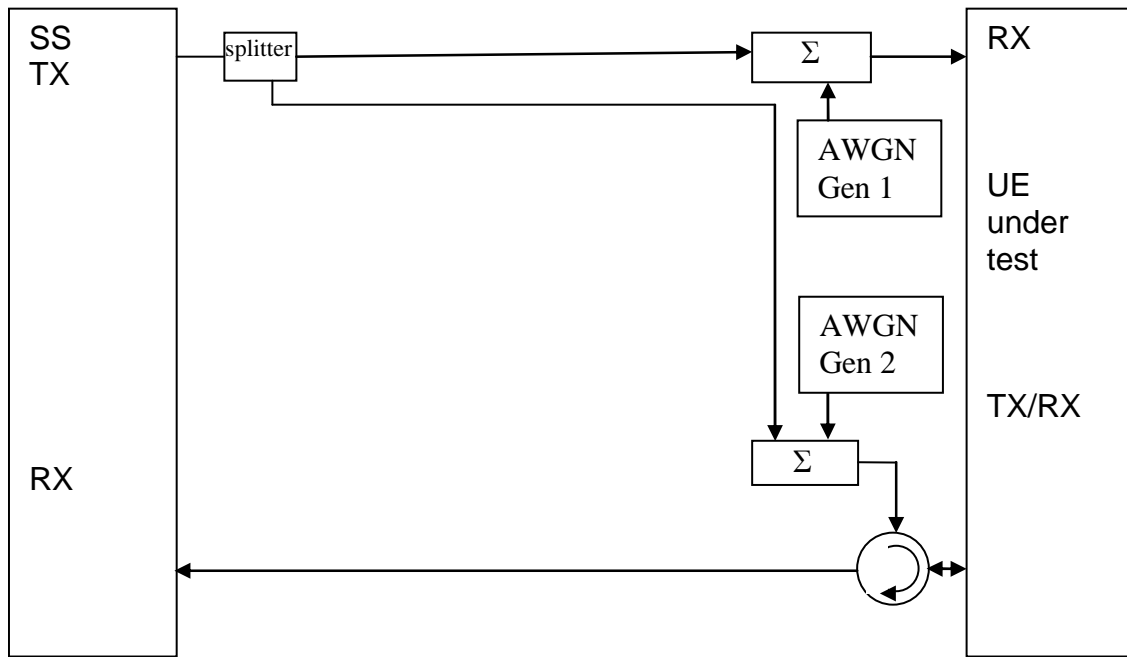 SS
TX
splitter
Σ
RX
AWGN
Gen 1
UE
under
test
AWGN
Gen 2
TX/RX
Σ
RX